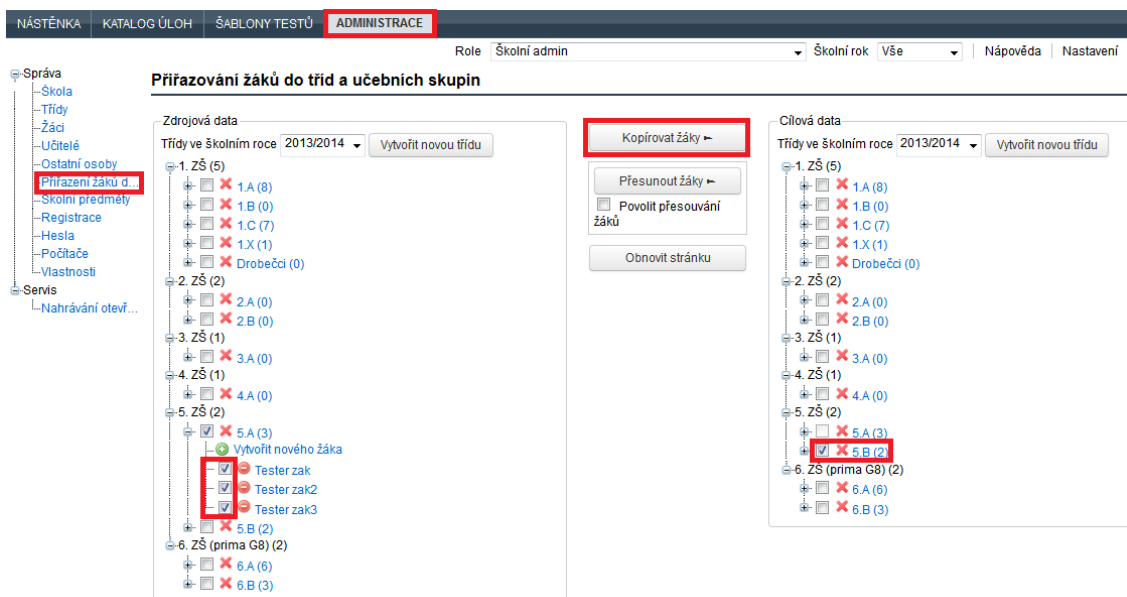 NÁSTĚNKA KATALOG ÚLOH ŠABLONY TESTŮ ADMINISTRACE
Role Školní admin Školní rok Vše Nápověda Nastavení
Správa
Škola
Třídy
Žáci
Učitelé
Ostatní osoby
Přiřazení žáků d...
Školní předměty
Registrace
Hesla
Počítače
Vlastnosti
Servis
Nahrávání otevř...
Přiřazování žáků do tříd a učebních skupin
Zdrojová data
Třídy ve školním roce 2013/2014 Vytvořit novou třídu
1. ZŠ (5)
1.A (8)
1.B (0)
1.C (7)
1.X (1)
Drobečci (0)
2. ZŠ (2)
2.A (0)
2.B (0)
3. ZŠ (1)
3.A (0)
4. ZŠ (1)
4.A (0)
5. ZŠ (2)
5.A (3)
Vytvořit nového žáka
Tester zak
Tester zak2
Tester zak3
5.B (2)
6. ZŠ (prima G8) (2)
6.A (6)
6.B (3)
Kopírovat žáky
Přesunout žáky
Povolit přesouvání
žáků
Obnovit stránku
Cílová data
Třídy ve školním roce 2013/2014 Vytvořit novou třídu
1. ZŠ (5)
1.A (8)
1.B (0)
1.C (7)
1.X (1)
Drobečci (0)
2. ZŠ (2)
2.A (0)
2.B (0)
3. ZŠ (1)
3.A (0)
4. ZŠ (1)
4.A (0)
5. ZŠ (2)
5.A (3)
5.B (2)
6. ZŠ (prima G8) (2)
6.A (6)
6.B (3)